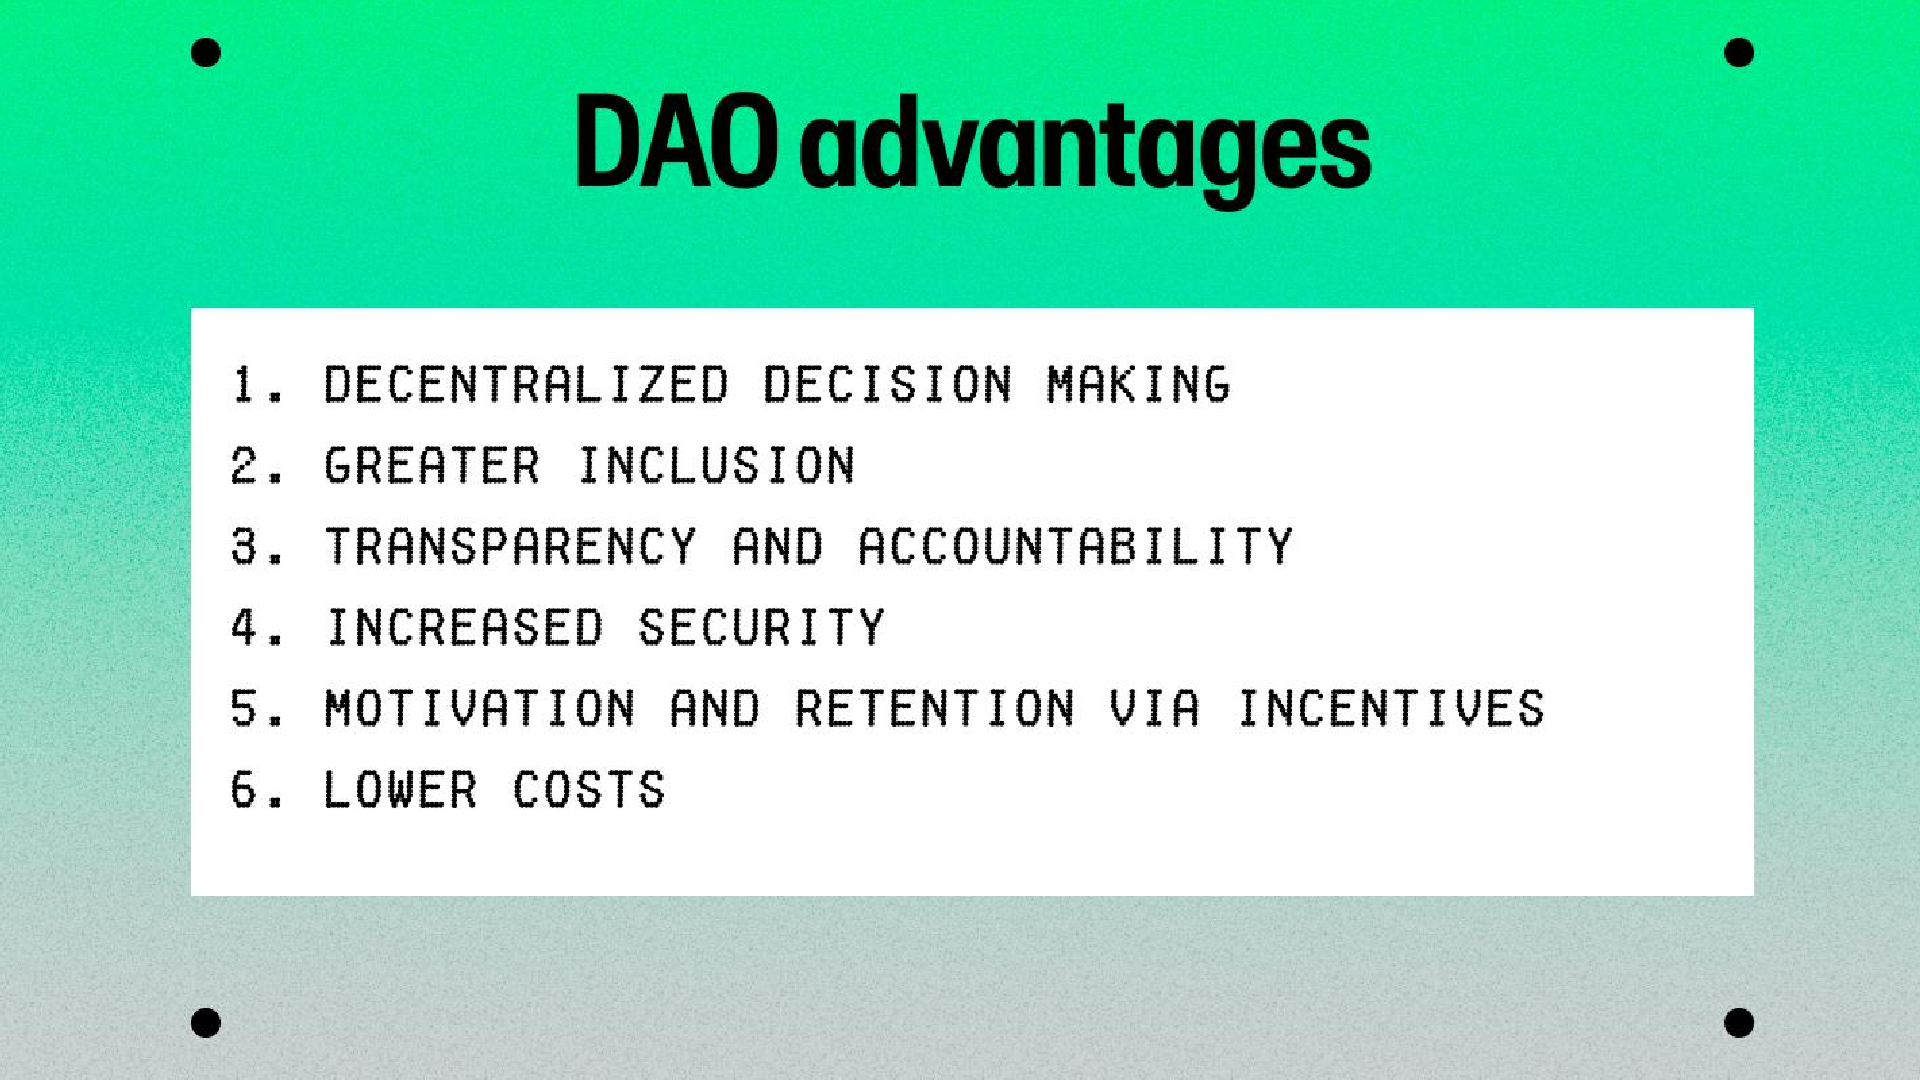 DAO advantages
1. DECENTRALIZED DECISION MAKING
2. GREATER INCLUSION
3. TRANSPARENCY AND ACCOUNTABILITY
4. INCREASED SECURITY
5. MOTIVATION AND RETENTION VIA INCENTIVES
6. LOWER COSTS